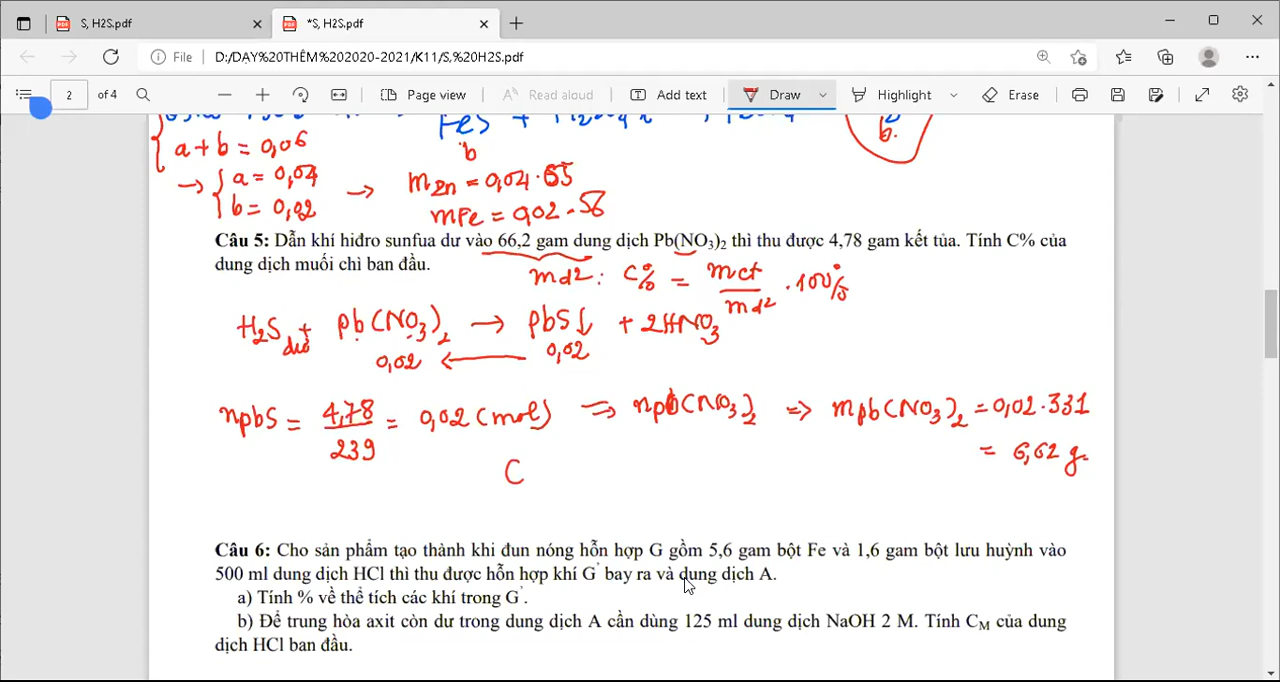 S, H2S.pdf
*S, H2S.pdf
File D:/DAY%20THÊM%202020-2021/K11/S,%20H2S.pdf
2 of 4 Page view Read aloud Add text Draw Highlight Erase
a + b = 0,06
FeS
b
b.
→ { a = 0,04
b = 0,02
→ mZn = 0,04 . 65
mFe = 0,02 . 56
Câu 5: Dẫn khí hiđro sunfua dư vào 66,2 gam dung dịch Pb(NO₃)₂ thì thu được 4,78 gam kết tủa. Tính C% của
dung dịch muối chì ban đầu.
md² : C% = mct / md² . 100%
H₂S dư + Pb(NO₃)₂ → PbS↓ + 2HNO₃
0,02 ← 0,02
nPbS = 4,78 / 239 = 0,02 (mol) ⇒ nPb(NO₃)₂ ⇒ mPb(NO₃)₂ = 0,02 . 331
= 6,62 g.
C
Câu 6: Cho sản phẩm tạo thành khi đun nóng hỗn hợp G gồm 5,6 gam bột Fe và 1,6 gam bột lưu huỳnh vào
500 ml dung dịch HCl thì thu được hỗn hợp khí G' bay ra và dung dịch A.
a) Tính % về thể tích các khí trong G'.
b) Để trung hòa axit còn dư trong dung dịch A cần dùng 125 ml dung dịch NaOH 2 M. Tính C_M của dung
dịch HCl ban đầu.